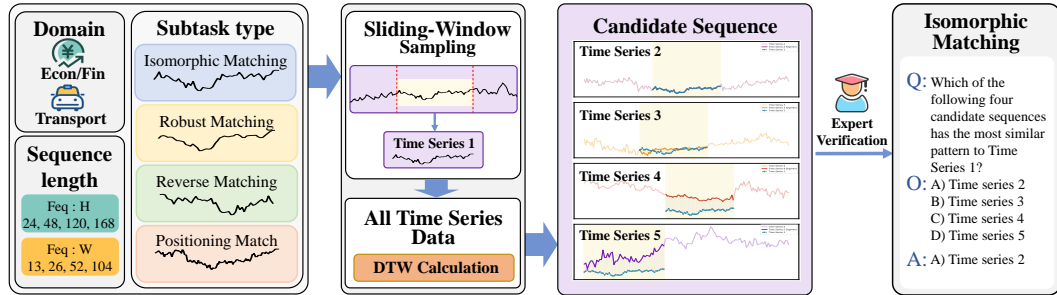 Domain
¥
Econ/Fin
Transport
Sequence
length
Feq : H
24, 48, 120, 168
Feq : W
13, 26, 52, 104
Subtask type
Isomorphic Matching
Robust Matching
Reverse Matching
Positioning Match
Sliding-Window
Sampling
Time Series 1
All Time Series
Data
DTW Calculation
Candidate Sequence
Time Series 2
Time Series 3
Time Series 4
Time Series 5
Expert
Verification
Isomorphic
Matching
Q: Which of the
following four
candidate sequences
has the most similar
pattern to Time
Series 1?
O: A) Time series 2
B) Time series 3
C) Time series 4
D) Time series 5
A: A) Time series 2